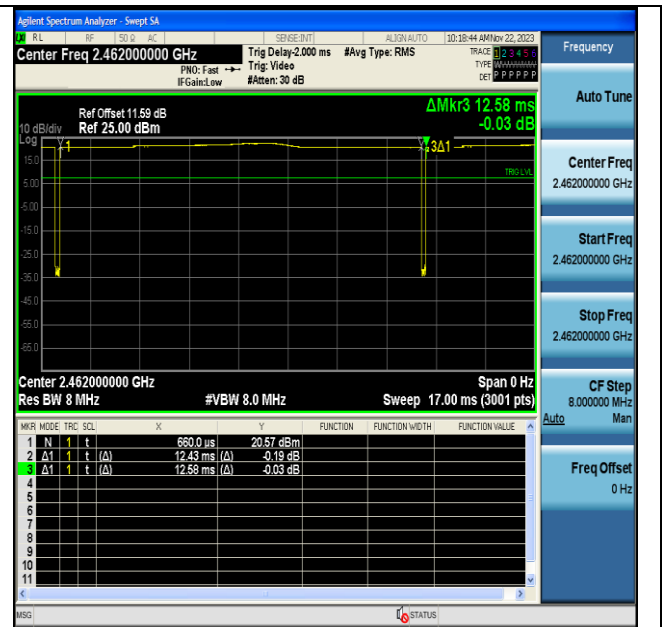 Agilent Spectrum Analyzer - Swept SA
LXI RL RF 50 Ω AC SENSE:INT ALIGN AUTO 10:18:44 AM Nov 22, 2023
Center Freq 2.462000000 GHz Trig Delay-2.000 ms #Avg Type: RMS TRACE 1 2 3 4 5 6
PNO: Fast Trig: Video TYPE
IFGain:Low #Atten: 30 dB DET P P P P P P
Frequency
Auto Tune
Center Freq
2.462000000 GHz
Start Freq
2.462000000 GHz
Stop Freq
2.462000000 GHz
CF Step
8.000000 MHz
Auto Man
Freq Offset
0 Hz
ΔMkr3 12.58 ms
-0.03 dB
Ref Offset 11.59 dB
10 dB/div Ref 25.00 dBm
Log
1
3Δ1
TRIG LVL
15.0
5.00
-5.00
-15.0
-25.0
-35.0
-45.0
-55.0
-65.0
Center 2.462000000 GHz Span 0 Hz
Res BW 8 MHz #VBW 8.0 MHz Sweep 17.00 ms (3001 pts)
MKR MODE TRC SCL X Y FUNCTION FUNCTION WIDTH FUNCTION VALUE
1 N 1 t 660.0 µs 20.57 dBm
2 Δ1 1 t (Δ) 12.43 ms (Δ) -0.19 dB
3 Δ1 1 t (Δ) 12.58 ms (Δ) -0.03 dB
4
5
6
7
8
9
10
11
MSG STATUS